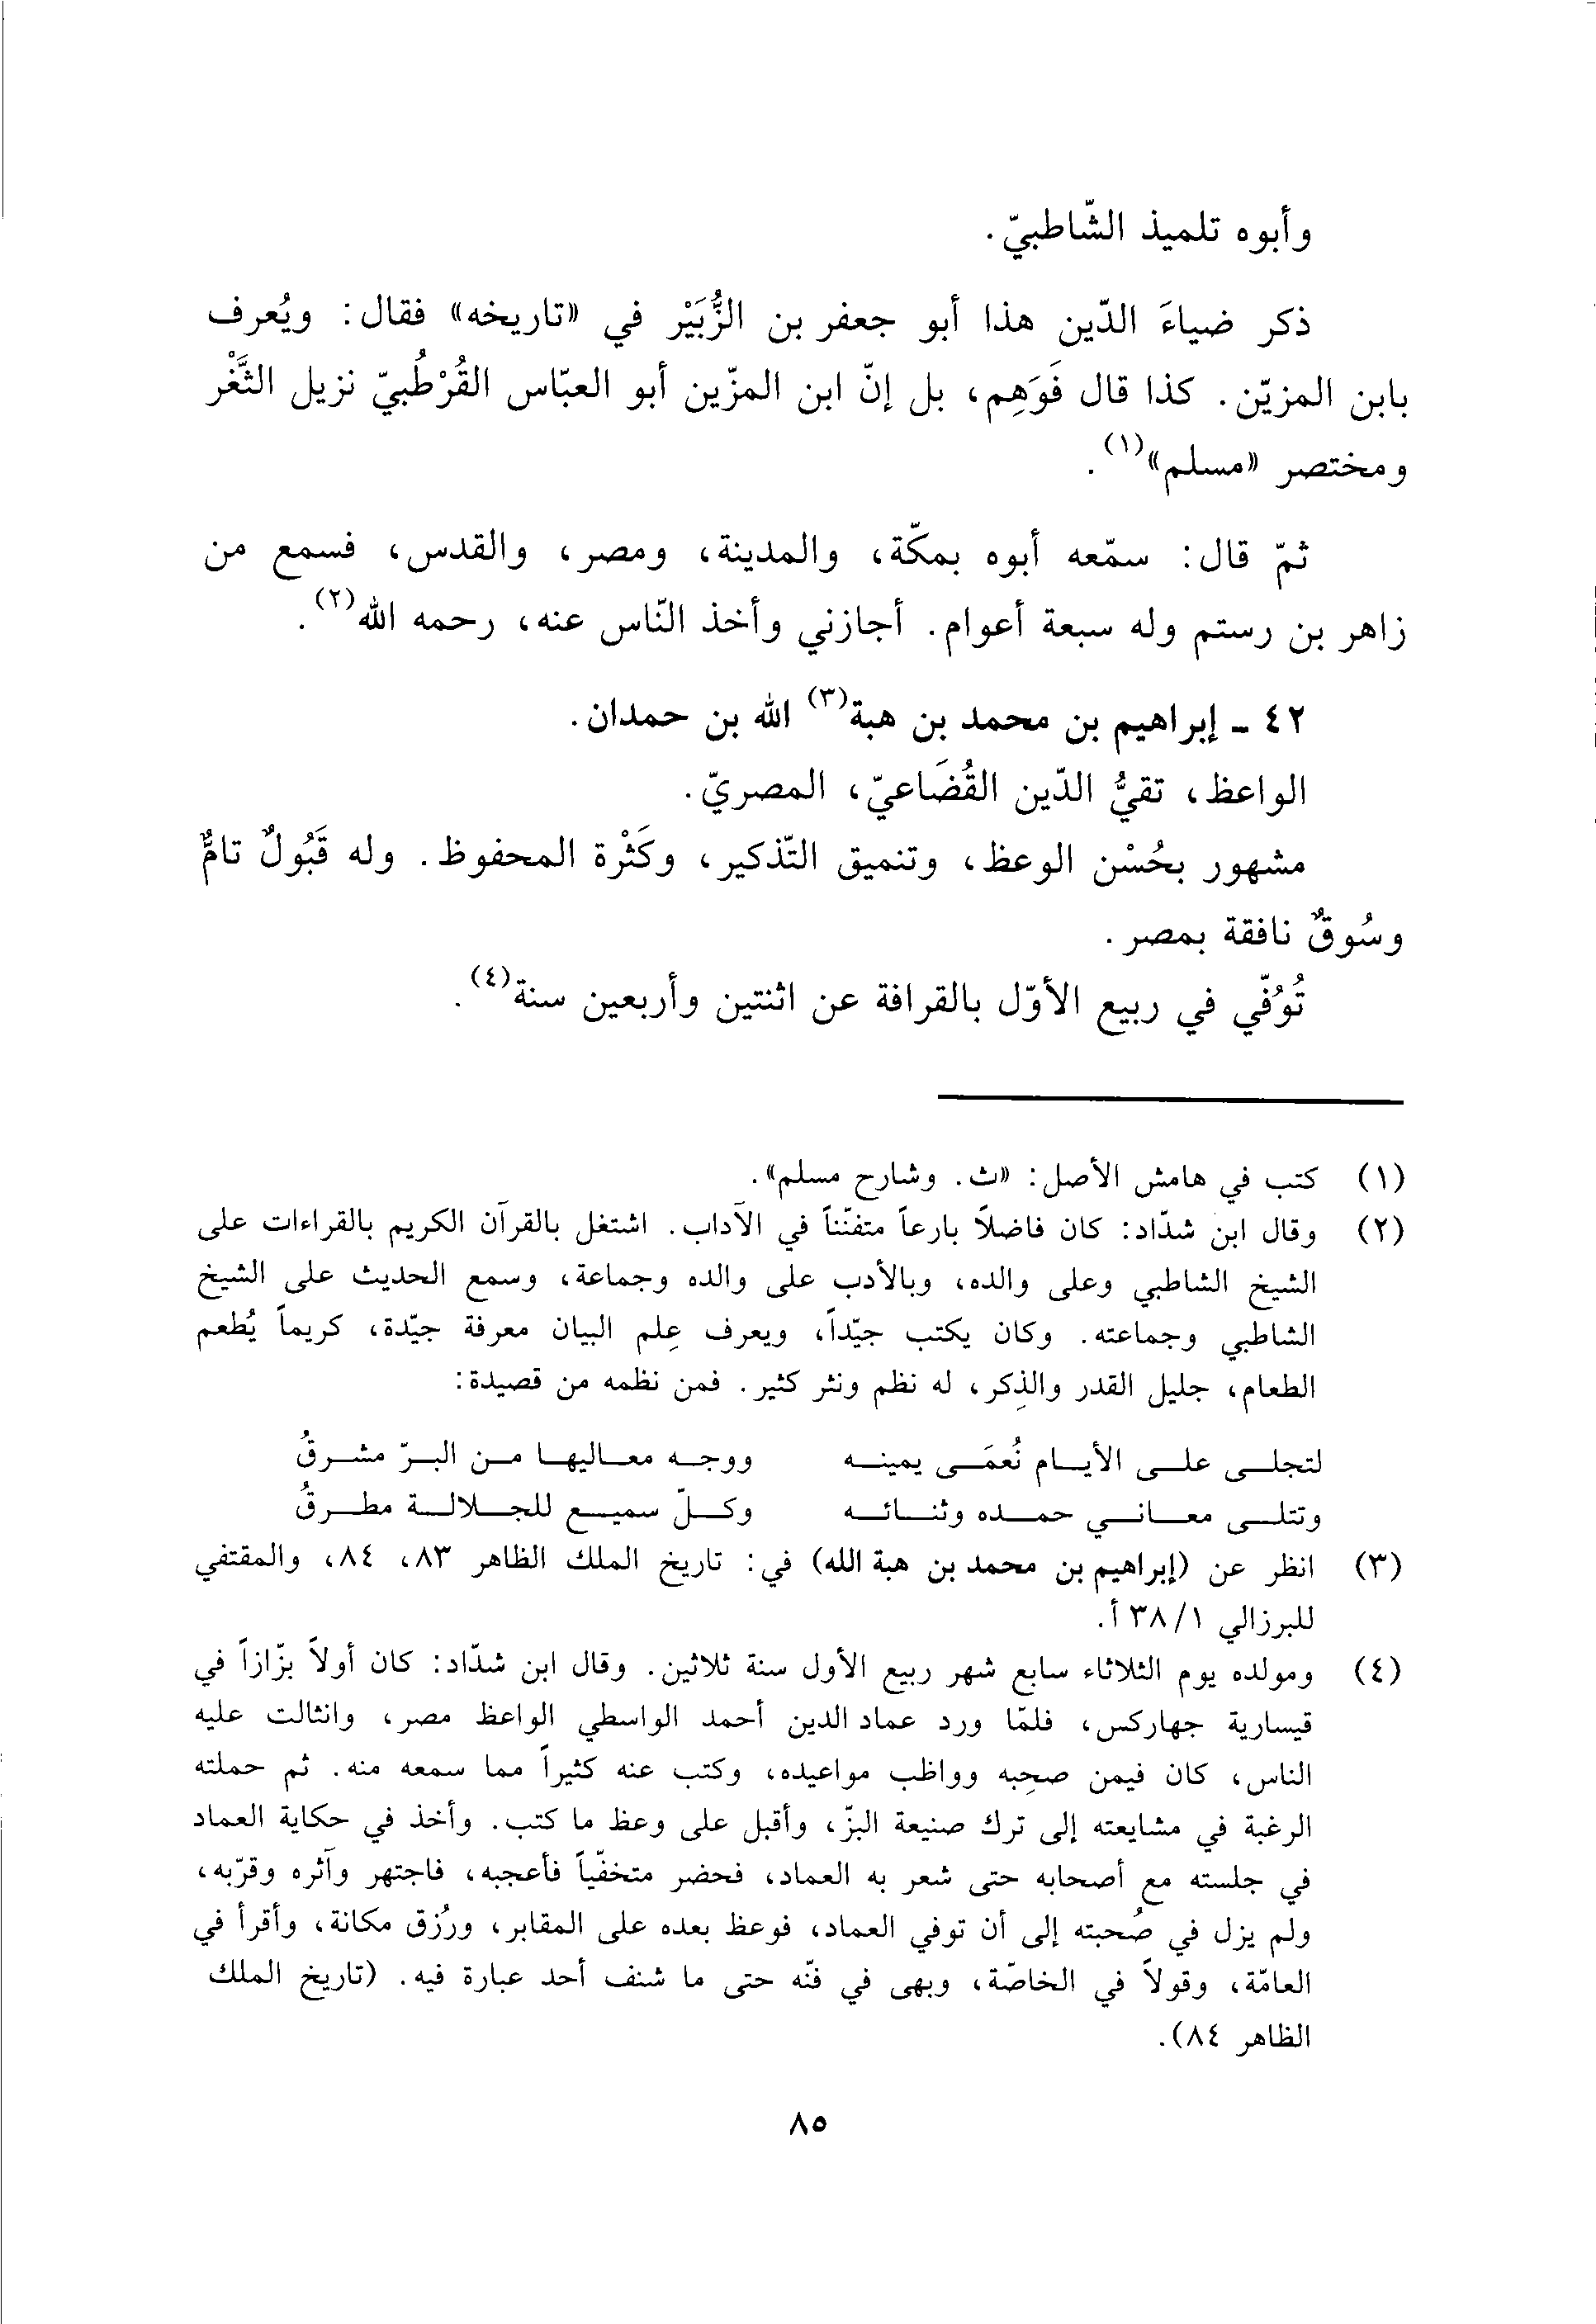 وأبوه تلميذ الشّاطبيّ.
ذكر ضياءَ الدّين هذا أبو جعفر بن الزُّبَيْر في «تاريخه» فقال: ويُعرف
بابن المزيّن. كذا قال فَوَهِم، بل إنّ ابن المزّين أبو العبّاس القُرْطُبيّ نزيل الثَّغْر
ومختصر «مسلم»(١).
ثمّ قال: سمّعه أبوه بمكّة، والمدينة، ومصر، والقدس، فسمع من
زاهر بن رستم وله سبعة أعوام. أجازني وأخذ النّاس عنه، رحمه الله(٢).
٤٢ - إبراهيم بن محمد بن هبة(٣) الله بن حمدان.
الواعظ، تقيُّ الدّين القُضَاعيّ، المصريّ.
مشهور بحُسْن الوعظ، وتنميق التّذكير، وكَثْرة المحفوظ. وله قَبُولٌ تامٌّ
وسُوقٌ نافقة بمصر.
تُوُفّي في ربيع الأوّل بالقرافة عن اثنتين وأربعين سنة(٤).
(١) كتب في هامش الأصل: «ث. وشارح مسلم».
(٢) وقال ابن شدّاد: كان فاضلاً بارعاً متفنّناً في الآداب. اشتغل بالقرآن الكريم بالقراءات على
الشيخ الشاطبي وعلى والده، وبالأدب على والده وجماعة، وسمع الحديث على الشيخ
الشاطبي وجماعته. وكان يكتب جيّداً، ويعرف عِلم البيان معرفة جيّدة، كريماً يُطعم
الطعام، جليل القدر والذِكر، له نظم ونثر كثير. فمن نظمه من قصيدة:
لتجلى على الأيام نُعمَى يمينه ووجه معاليها من البرّ مشرقُ
وتتلى معاني حمده وثنائه وكلّ سميع للجلالة مطرقُ
(٣) انظر عن (إبراهيم بن محمد بن هبة الله) في: تاريخ الملك الظاهر ٨٣، ٨٤، والمقتفي
للبرزالي ١/ ٣٨ أ.
(٤) ومولده يوم الثلاثاء سابع شهر ربيع الأول سنة ثلاثين. وقال ابن شدّاد: كان أولاً بزّازاً في
قيسارية جهاركس، فلمّا ورد عماد الدين أحمد الواسطي الواعظ مصر، وانثالت عليه
الناس، كان فيمن صحِبه وواظب مواعيده، وكتب عنه كثيراً مما سمعه منه. ثم حملته
الرغبة في مشايعته إلى ترك صنيعة البزّ، وأقبل على وعظ ما كتب. وأخذ في حكاية العماد
في جلسته مع أصحابه حتى شعر به العماد، فحضر متخفّياً فأعجبه، فاجتهر وآثره وقرّبه،
ولم يزل في صُحبته إلى أن توفي العماد، فوعظ بعده على المقابر، ورُزق مكانة، وأقرأ في
العامّة، وقولاً في الخاصّة، وبهى في فنّه حتى ما شنف أحد عبارة فيه. (تاريخ الملك
الظاهر ٨٤).
٨٥